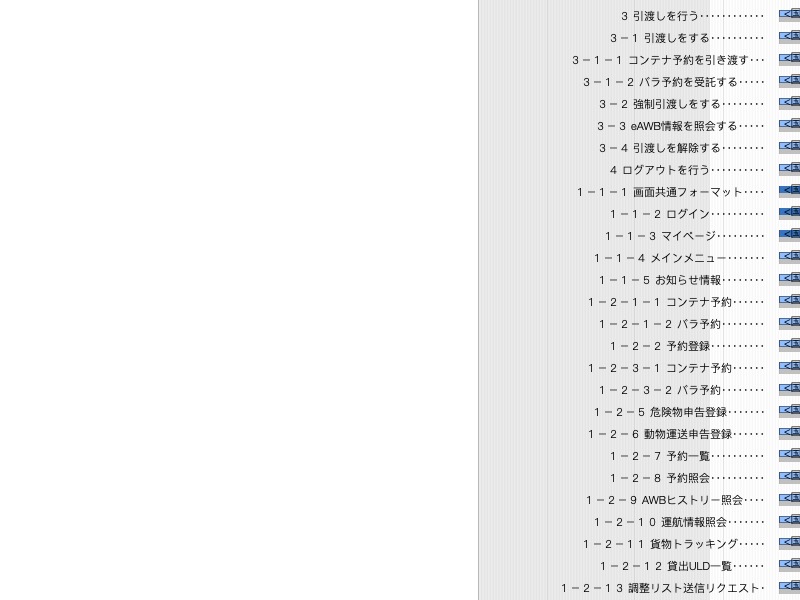 ３ 引渡しを行う････････････
３－１ 引渡しをする･･････････
３－１－１ コンテナ予約を引き渡す･･･
３－１－２ バラ予約を受託する･････
３－２ 強制引渡しをする････････
３－３ eAWB情報を照会する･････
３－４ 引渡しを解除する････････
４ ログアウトを行う･･････････
１－１－１ 画面共通フォーマット････
１－１－２ ログイン･･････････
１－１－３ マイページ･････････
１－１－４ メインメニュー･･･････
１－１－５ お知らせ情報････････
１－２－１－１ コンテナ予約･･････
１－２－１－２ バラ予約････････
１－２－２ 予約登録･･････････
１－２－３－１ コンテナ予約･･････
１－２－３－２ バラ予約････････
１－２－５ 危険物申告登録･･･････
１－２－６ 動物運送申告登録･･････
１－２－７ 予約一覧･･････････
１－２－８ 予約照会･･････････
１－２－９ AWBヒストリー照会････
１－２－１０ 運航情報照会･･･････
１－２－１１ 貨物トラッキング･････
１－２－１２ 貸出ULD一覧･･････
１－２－１３ 調整リスト送信リクエスト･